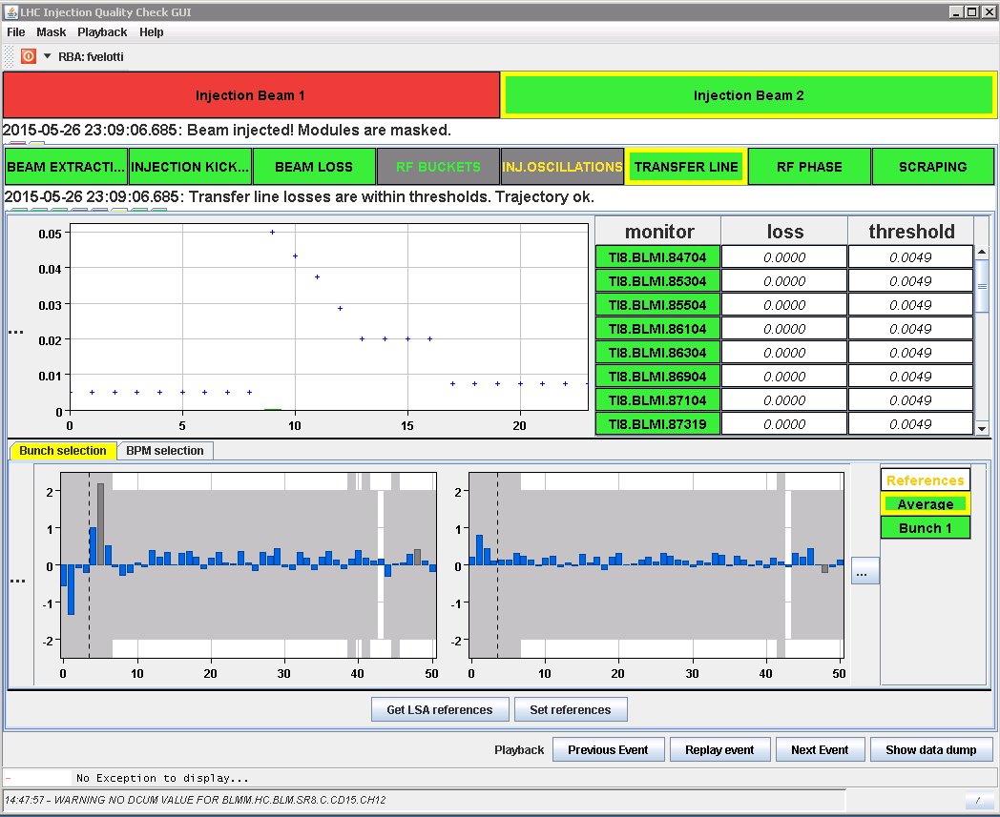 LHC Injection Quality Check GUI
File Mask Playback Help
RBA: fvelotti
Injection Beam 1 Injection Beam 2
2015-05-26 23:09:06.685: Beam injected! Modules are masked.
BEAM EXTRACTI... INJECTION KICK... BEAM LOSS RF BUCKETS INJ.OSCILLATIONS TRANSFER LINE RF PHASE SCRAPING
2015-05-26 23:09:06.685: Transfer line losses are within thresholds. Trajectory ok.
monitor loss threshold
TI8.BLMI.84704 0.0000 0.0049
TI8.BLMI.85304 0.0000 0.0049
TI8.BLMI.85504 0.0000 0.0049
TI8.BLMI.86104 0.0000 0.0049
TI8.BLMI.86304 0.0000 0.0049
TI8.BLMI.86904 0.0000 0.0049
TI8.BLMI.87104 0.0000 0.0049
TI8.BLMI.87319 0.0000 0.0049
0.05
0.04
0.03
0.02
0.01
0
0 5 10 15 20
...
Bunch selection BPM selection
2
1
0
-1
-2
0 10 20 30 40 50
2
1
0
-1
-2
0 10 20 30 40 50
...
...
References
Average
Bunch 1
Get LSA references Set references
Playback Previous Event Replay event Next Event Show data dump
- No Exception to display...
14:47:57 - WARNING NO DCUM VALUE FOR BLMM.HC.BLM.SR8.C.CD15.CH12